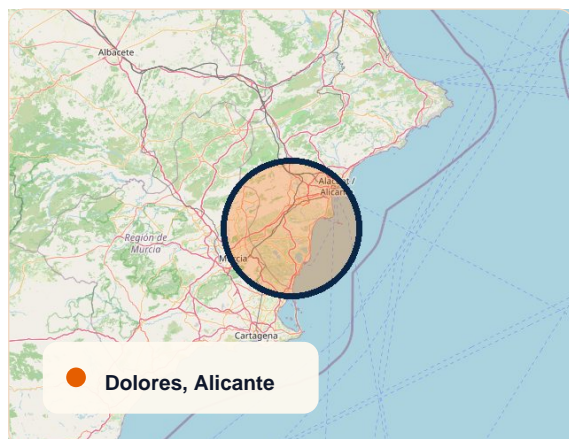 Albacete
Alacant /
Alicante
Región de
Murcia
Murcia
Cartagena
Dolores, Alicante